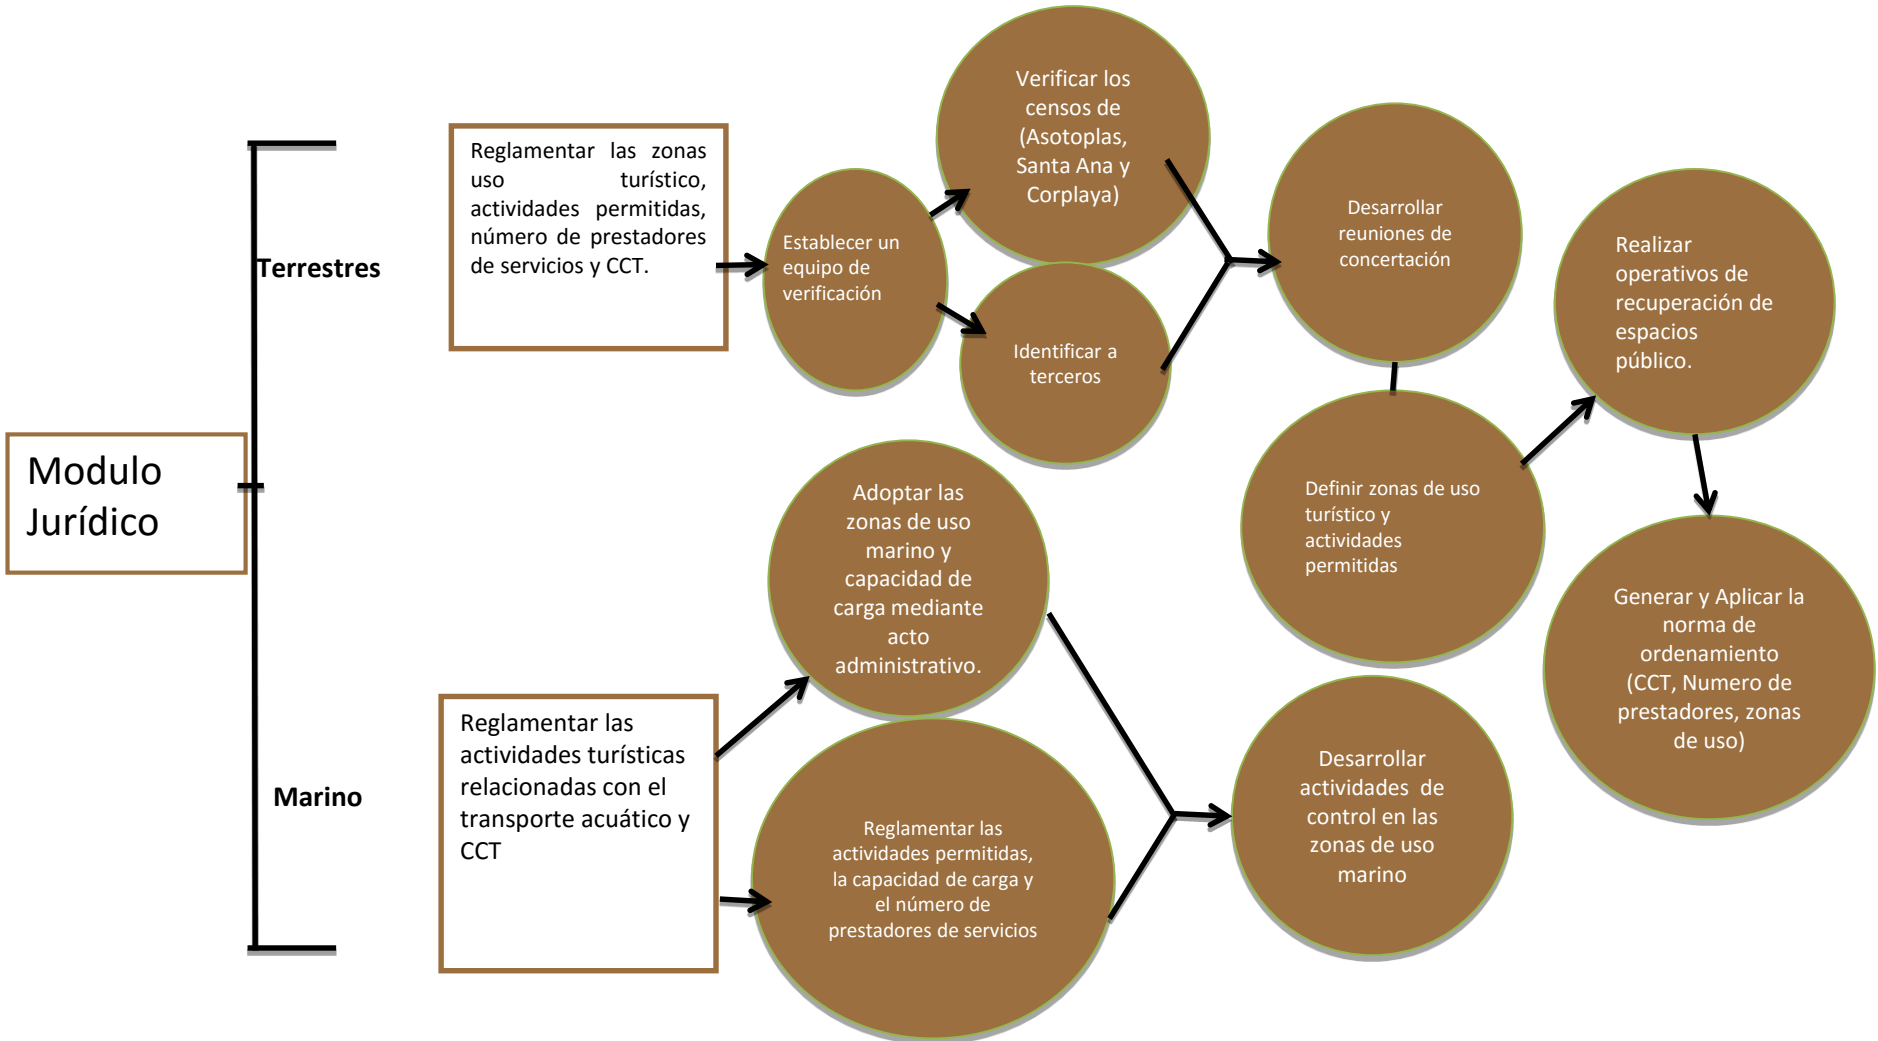 Modulo
Jurídico
Terrestres
Reglamentar las zonas
uso turístico,
actividades permitidas,
número de prestadores
de servicios y CCT.
Establecer un
equipo de
verificación
Verificar los
censos de
(Asotoplas,
Santa Ana y
Corplaya)
Identificar a
terceros
Desarrollar
reuniones de
concertación
Definir zonas de uso
turístico y
actividades
permitidas
Realizar
operativos de
recuperación de
espacios
público.
Generar y Aplicar la
norma de
ordenamiento
(CCT, Numero de
prestadores, zonas
de uso)
Marino
Reglamentar las
actividades turísticas
relacionadas con el
transporte acuático y
CCT
Adoptar las
zonas de uso
marino y
capacidad de
carga mediante
acto
administrativo.
Reglamentar las
actividades permitidas,
la capacidad de carga y
el número de
prestadores de servicios
Desarrollar
actividades de
control en las
zonas de uso
marino